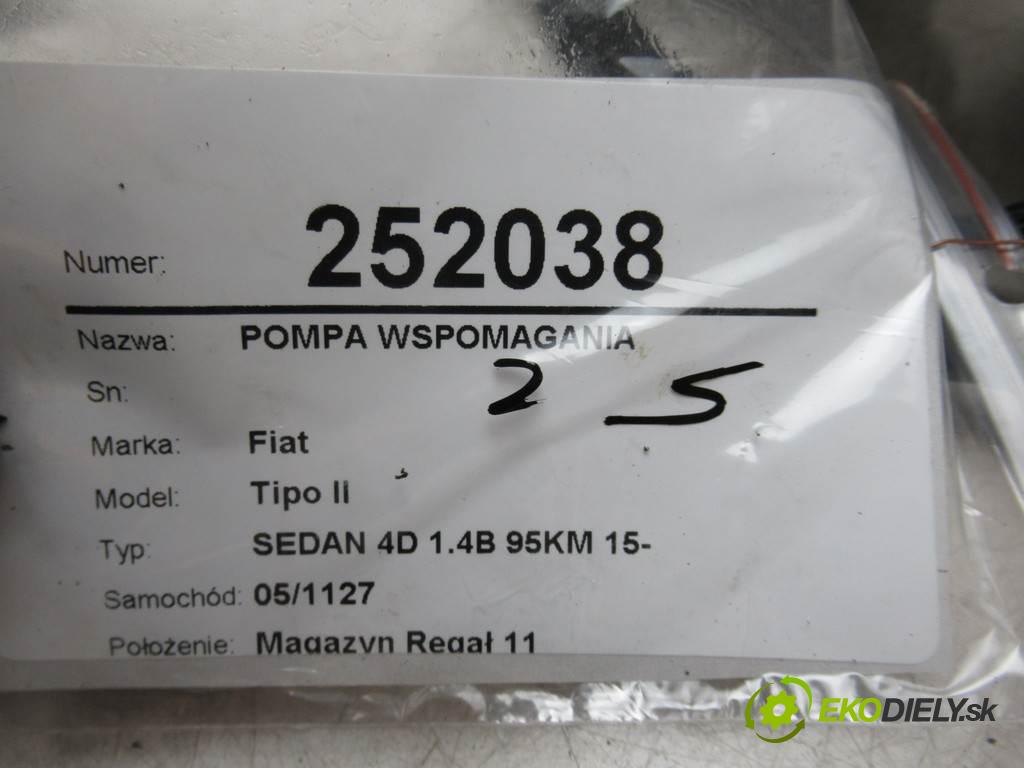 Numer: 252038
Nazwa: POMPA WSPOMAGANIA
Sn:
2 5
Marka: Fiat
Model: Tipo II
Typ: SEDAN 4D 1.4B 95KM 15-
Samochód: 05/1127
Położenie: Magazyn Regał 11
EKODIELY.sk